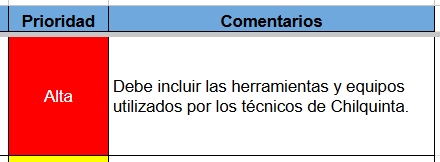 Prioridad Comentarios
Alta
Debe incluir las herramientas y equipos
utilizados por los técnicos de Chilquinta.